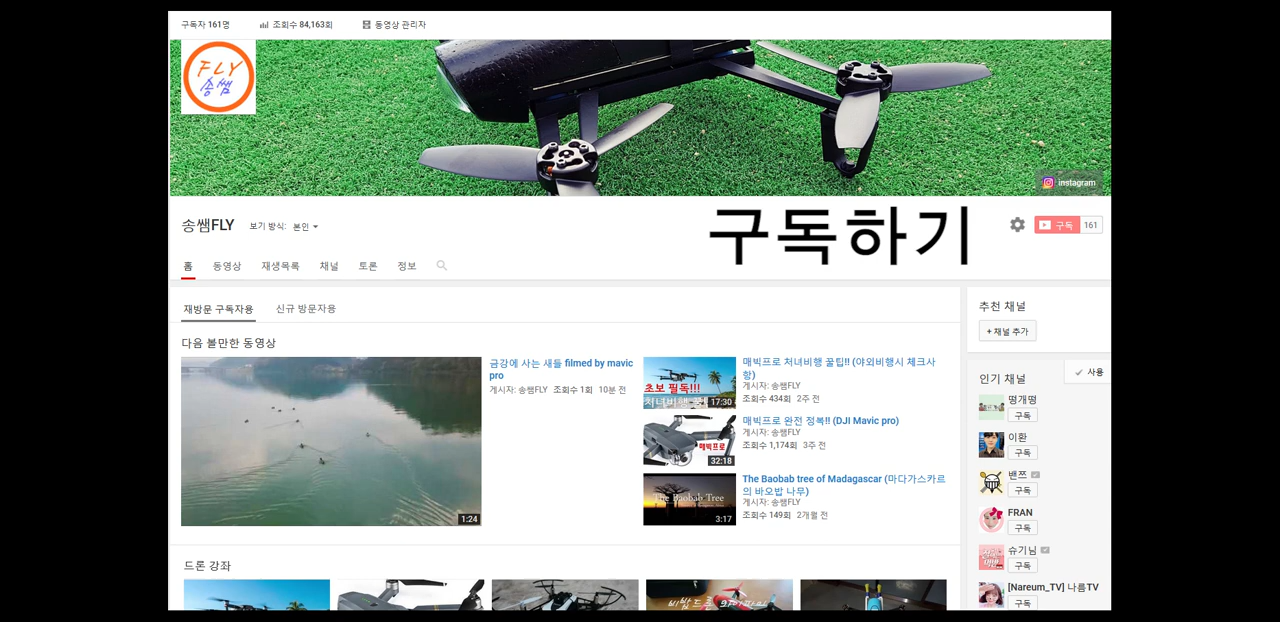 구독자 161명
조회수 84,163회
동영상 관리자
FLY
송쌤
instagram
송쌤FLY
보기 방식: 본인
구독하기
구독 161
홈
동영상
재생목록
채널
토론
정보
재방문 구독자용
신규 방문자용
다음 볼만한 동영상
1:24
금강에 사는 새들 filmed by mavic
pro
게시자: 송쌤FLY 조회수 1회 10분 전
초보 필독!!!
17:30
매빅프로 처녀비행 꿀팁!! (야외비행시 체크사
항)
게시자: 송쌤FLY
조회수 434회 2주 전
매빅프로
32:18
매빅프로 완전 정복!! (DJI Mavic pro)
게시자: 송쌤FLY
조회수 1,174회 3주 전
The Baobab Tree
3:17
The Baobab tree of Madagascar (마다가스카르
의 바오밥 나무)
게시자: 송쌤FLY
조회수 149회 2개월 전
드론 강좌
추천 채널
+ 채널 추가
인기 채널
사용
떵개떵
구독
이환
구독
밴쯔
구독
FRAN
구독
슈기님
구독
[Nareum_TV] 나름TV
구독